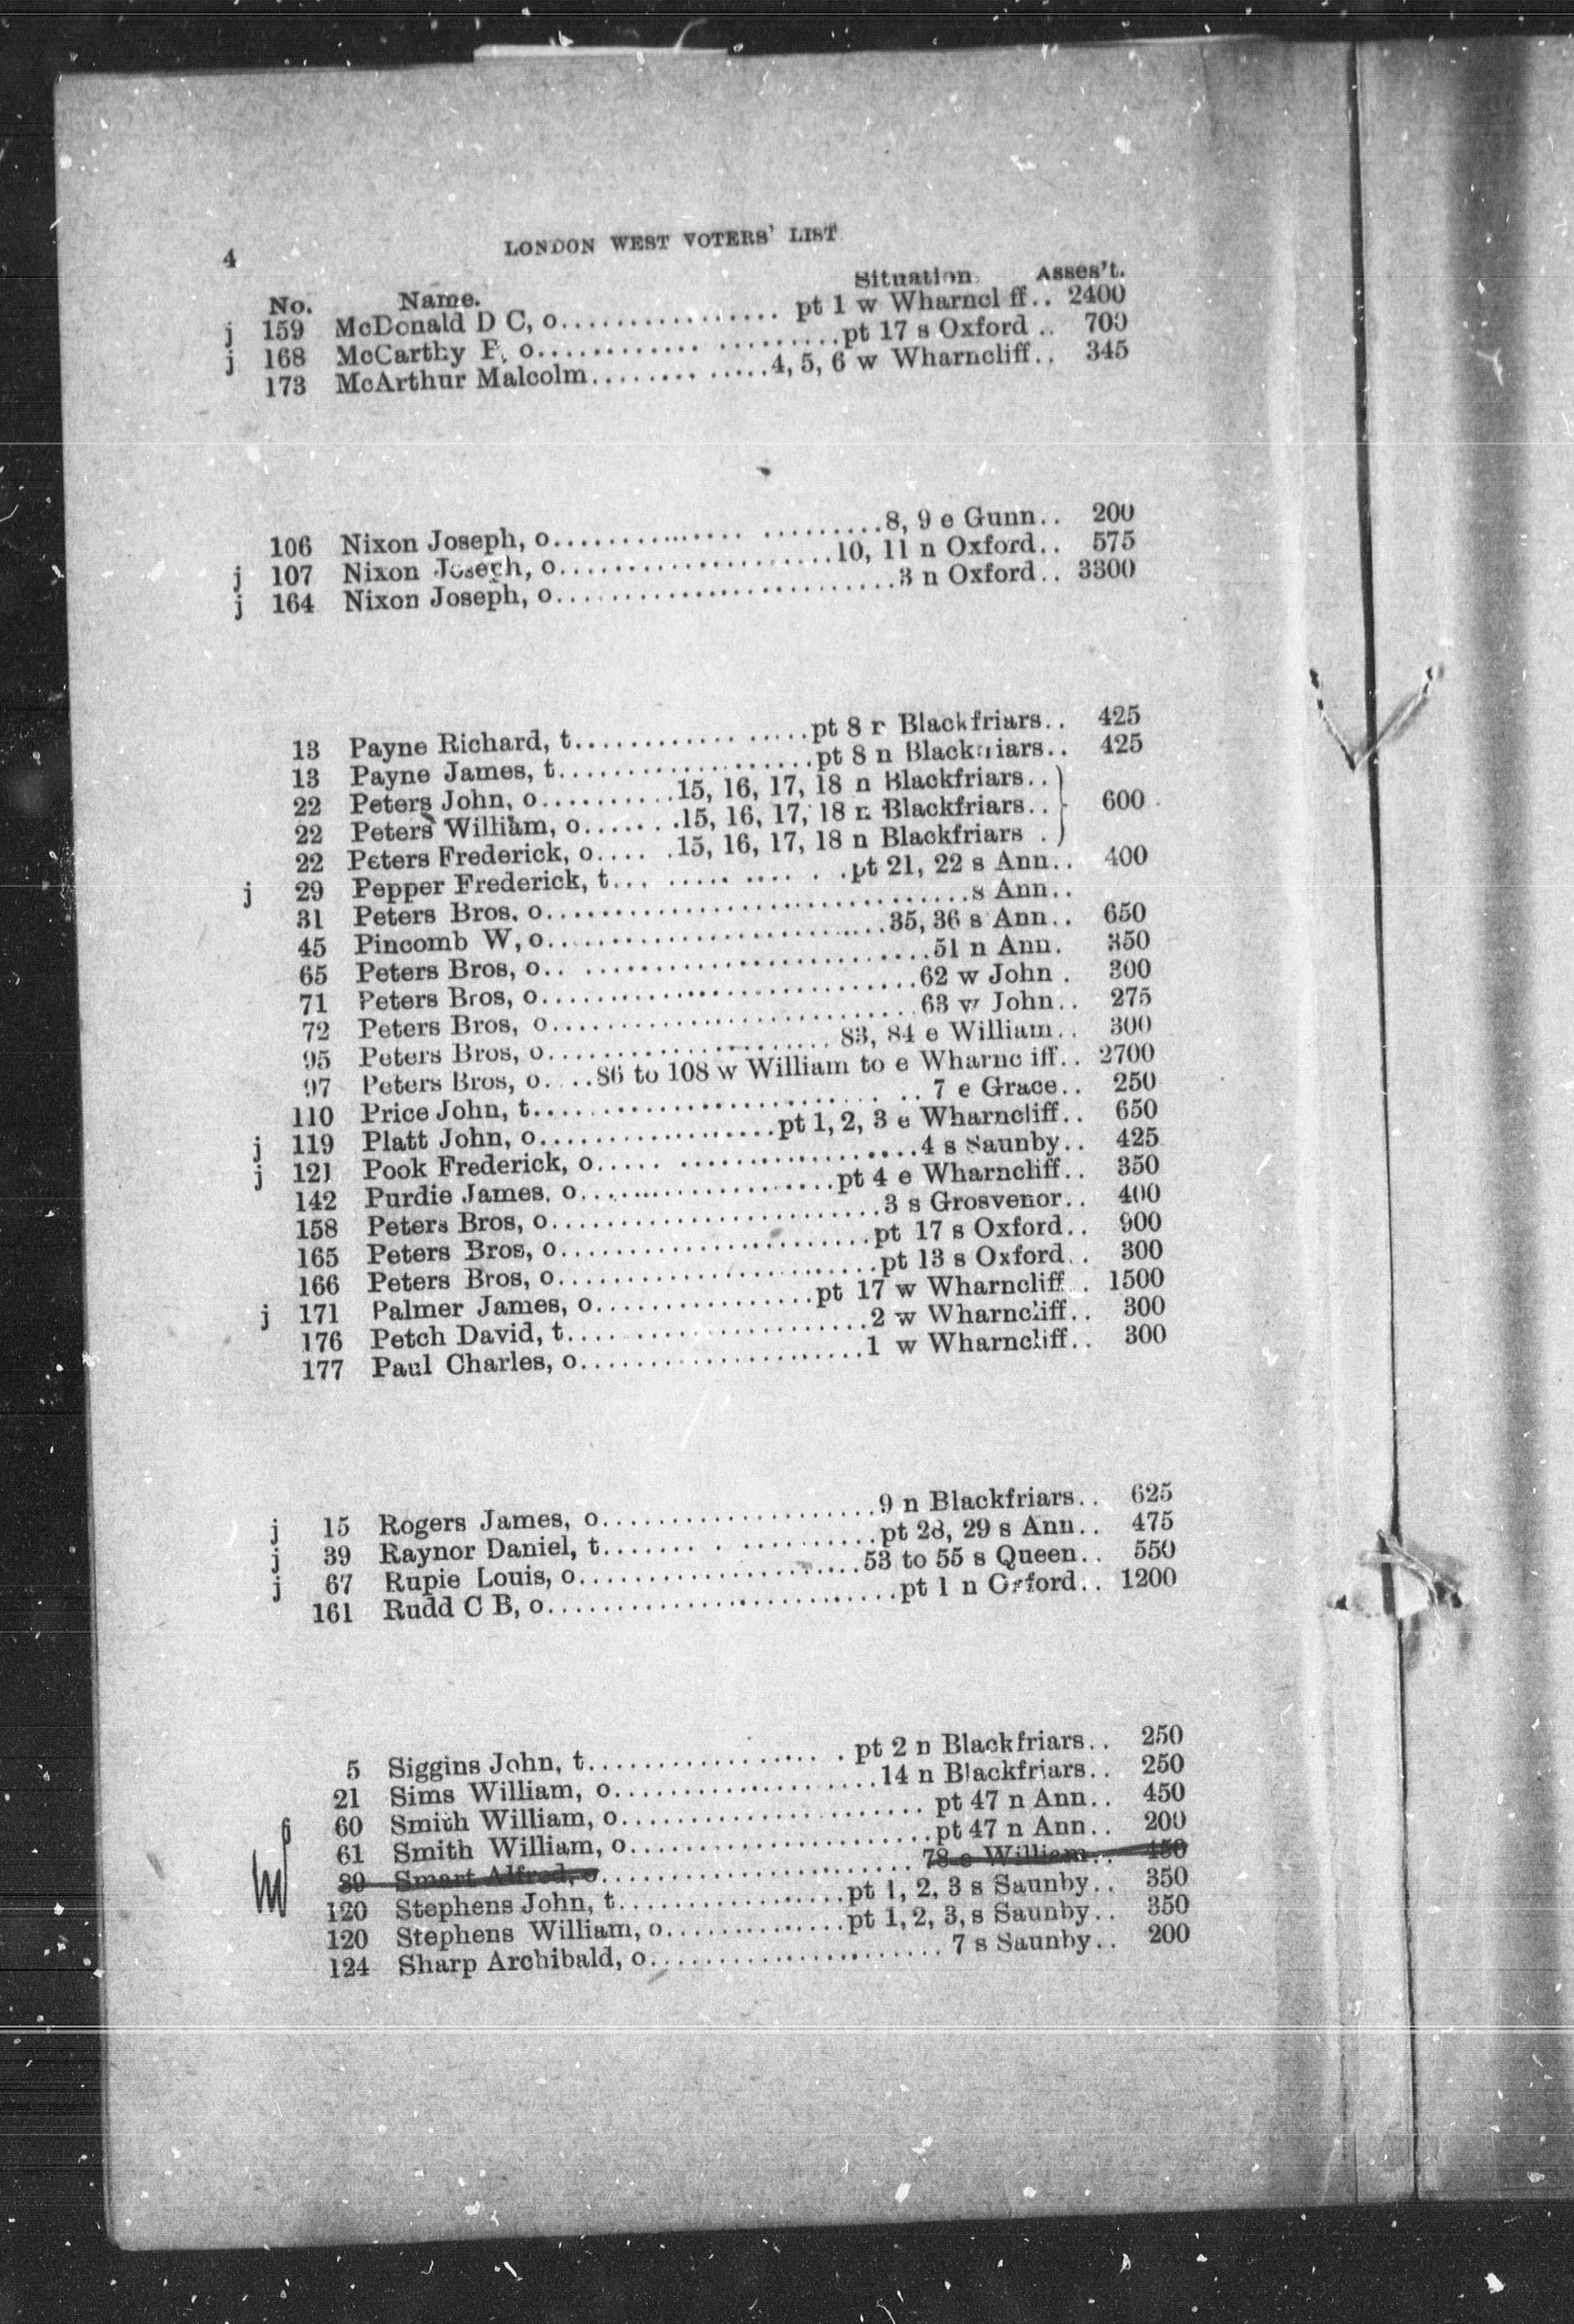 4 LONDON WEST VOTERS' LIST
No. Name. Situation Asses't.
j 159 McDonald D C, o................ pt 1 w Wharncl ff.. 2400
j 168 McCarthy P, o......................pt 17 s Oxford .. 700
173 McArthur Malcolm.............4, 5, 6 w Wharncliff.. 345
106 Nixon Joseph, o.......................8, 9 e Gunn.. 200
j 107 Nixon Joseph, o....................10, 11 n Oxford.. 575
j 164 Nixon Joseph, o.........................3 n Oxford.. 3300
13 Payne Richard, t.................pt 8 r Blackfriars.. 425
13 Payne James, t...................pt 8 n Blackfriars.. 425
22 Peters John, o..........15, 16, 17, 18 n Blackfriars..
22 Peters William, o.......15, 16, 17, 18 n Blackfriars.. } 600
22 Peters Frederick, o.... .15, 16, 17, 18 n Blackfriars .
j 29 Pepper Frederick, t... ..... .... . .pt 21, 22 s Ann.. 400
31 Peters Bros. o...............................s Ann..
45 Pincomb W, o.........................35, 36 s Ann.. 650
65 Peters Bros, o.. .........................51 n Ann. 350
71 Peters Bros, o...........................62 w John . 300
72 Peters Bros, o..........................63 w John.. 275
95 Peters Bros, o.................... 83, 84 e William.. 300
97 Peters Bros, o....86 to 108 w William to e Wharnc iff.. 2700
110 Price John, t........................... .. 7 e Grace.. 250
j 119 Platt John, o.................pt 1, 2, 3 e Wharncliff.. 650
j 121 Pook Frederick, o..... .................4 s Saunby.. 425
142 Purdie James. o...................pt 4 e Wharncliff.. 350
158 Peters Bros, o........................3 s Grosvenor.. 400
165 Peters Bros, o.......................pt 17 s Oxford.. 900
166 Peters Bros, o.......................pt 13 s Oxford.. 300
j 171 Palmer James, o................pt 17 w Wharncliff. . 1500
176 Petch David, t......................2 w Wharncliff.. 300
177 Paul Charles, o.....................1 w Wharncliff.. 300
j 15 Rogers James, o....................9 n Blackfriars.. 625
j 39 Raynor Daniel, t....... . ..........pt 28, 29 s Ann.. 475
j 67 Rupie Louis, o.....................53 to 55 s Queen.. 550
161 Rudd C B, o.........................pt 1 n Oxford.. 1200
5 Siggins John, t................. . pt 2 n Blackfriars.. 250
21 Sims William, o...................14 n Blackfriars.. 250
60 Smith William, o...................... pt 47 n Ann.. 450
61 Smith William, o......................pt 47 n Ann.. 200
89 Smart Alfred, o....................... 78 e William.. 450
120 Stephens John, t.................pt 1, 2, 3 s Saunby.. 350
120 Stephens William, o.............pt 1, 2, 3, s Saunby.. 350
124 Sharp Archibald, o..................... 7 s Saunby.. 200